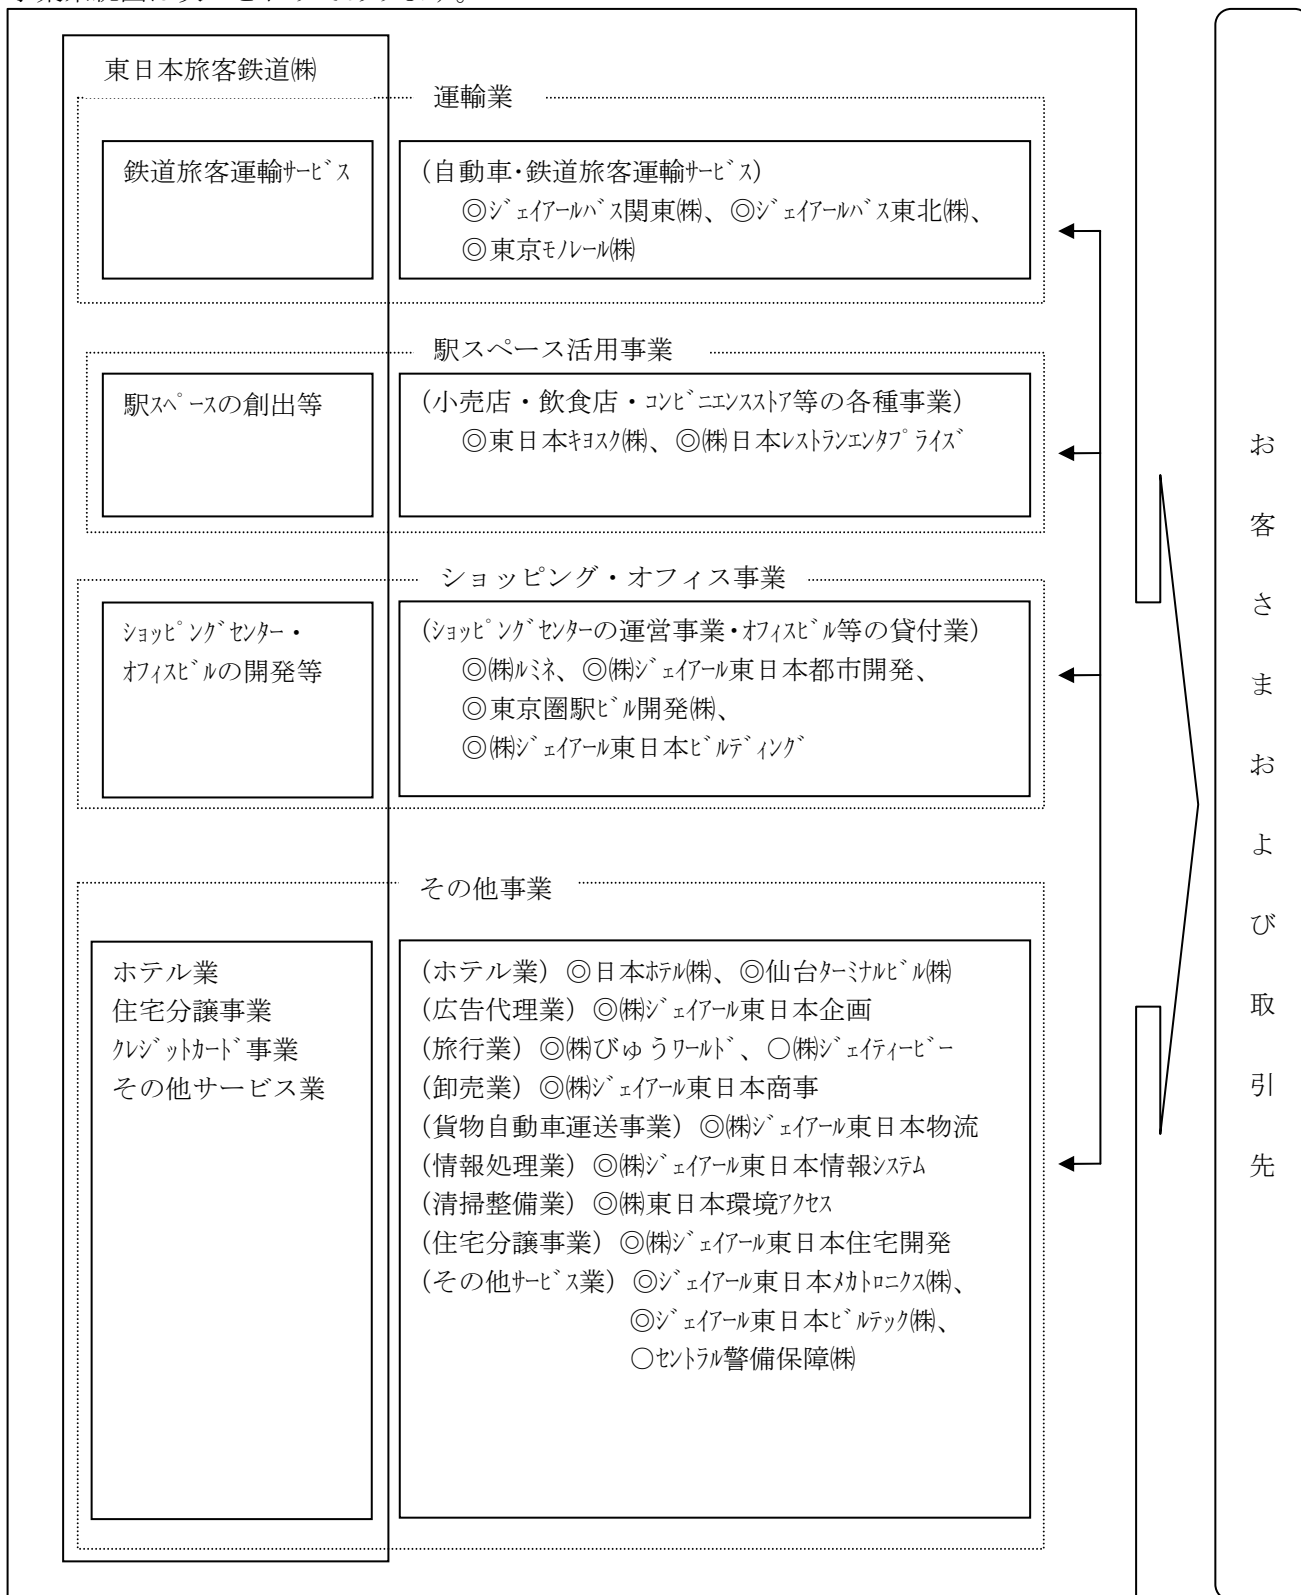 東日本旅客鉄道㈱
運輸業
鉄道旅客運輸ｻｰﾋﾞｽ
(自動車・鉄道旅客運輸ｻｰﾋﾞｽ)
◎ｼﾞｪｲｱｰﾙﾊﾞｽ関東㈱、◎ｼﾞｪｲｱｰﾙﾊﾞｽ東北㈱、
◎東京ﾓﾉﾚｰﾙ㈱
駅スペース活用事業
駅ｽﾍﾟｰｽの創出等
(小売店・飲食店・ｺﾝﾋﾞﾆｴﾝｽｽﾄｱ等の各種事業)
◎東日本ｷﾖｽｸ㈱、◎㈱日本ﾚｽﾄﾗﾝｴﾝﾀﾌﾟﾗｲｽﾞ
ショッピング・オフィス事業
ｼｮｯﾋﾟﾝｸﾞｾﾝﾀｰ・
ｵﾌｨｽﾋﾞﾙの開発等
(ｼｮｯﾋﾟﾝｸﾞｾﾝﾀｰの運営事業・ｵﾌｨｽﾋﾞﾙ等の貸付業)
◎㈱ﾙﾐﾈ、◎㈱ｼﾞｪｲｱｰﾙ東日本都市開発、
◎東京圏駅ﾋﾞﾙ開発㈱、
◎㈱ｼﾞｪｲｱｰﾙ東日本ﾋﾞﾙﾃﾞｨﾝｸﾞ
その他事業
ホテル業
住宅分譲事業
ｸﾚｼﾞｯﾄｶｰﾄﾞ事業
その他サービス業
(ホテル業) ◎日本ﾎﾃﾙ㈱、◎仙台ﾀｰﾐﾅﾙﾋﾞﾙ㈱
(広告代理業) ◎㈱ｼﾞｪｲｱｰﾙ東日本企画
(旅行業) ◎㈱びゅうﾜｰﾙﾄﾞ、○㈱ｼﾞｪｲﾃｨｰﾋﾞｰ
(卸売業) ◎㈱ｼﾞｪｲｱｰﾙ東日本商事
(貨物自動車運送事業) ◎㈱ｼﾞｪｲｱｰﾙ東日本物流
(情報処理業) ◎㈱ｼﾞｪｲｱｰﾙ東日本情報ｼｽﾃﾑ
(清掃整備業) ◎㈱東日本環境ｱｸｾｽ
(住宅分譲事業) ◎㈱ｼﾞｪｲｱｰﾙ東日本住宅開発
(その他ｻｰﾋﾞｽ業) ◎ｼﾞｪｲｱｰﾙ東日本ﾒｶﾄﾛﾆｸｽ㈱、
◎ｼﾞｪｲｱｰﾙ東日本ﾋﾞﾙﾃｯｸ㈱、
○ｾﾝﾄﾗﾙ警備保障㈱
お客さまおよび取引先